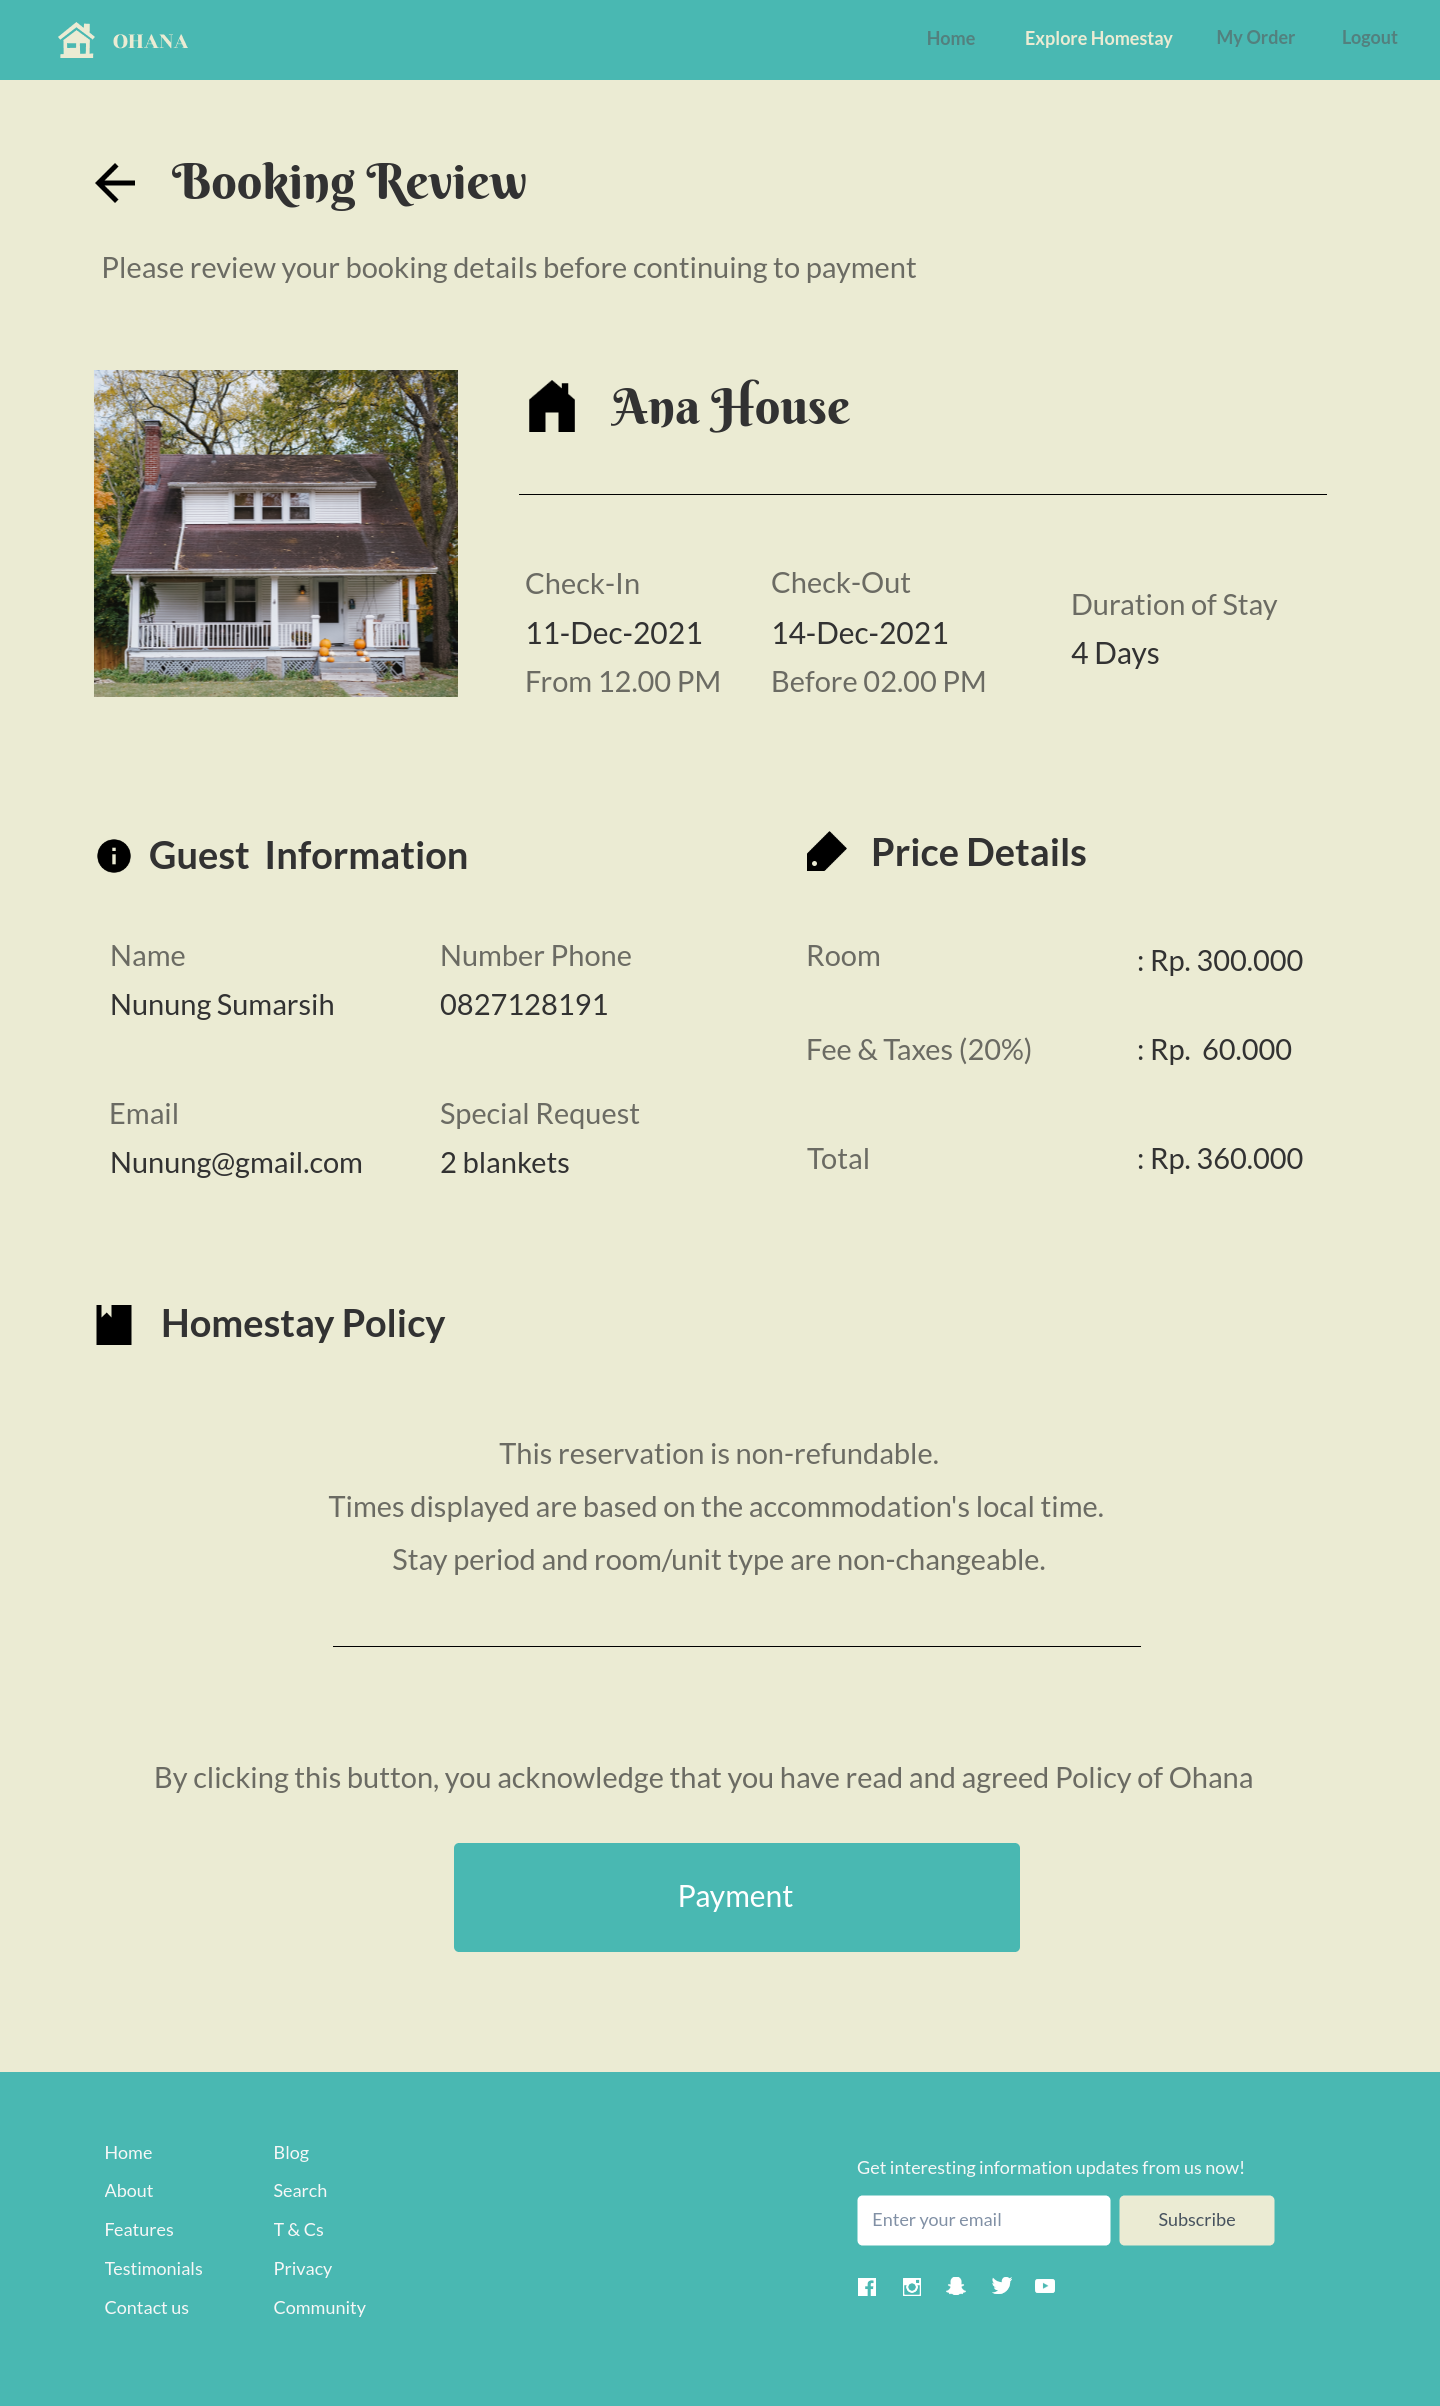 OHANA
Home
Explore Homestay
My Order
Logout
Booking Review
Please review your booking details before continuing to payment
Ana House
Check-In
11-Dec-2021
From 12.00 PM
Check-Out
14-Dec-2021
Before 02.00 PM
Duration of Stay
4 Days
Guest Information
Name
Nunung Sumarsih
Number Phone
0827128191
Email
Nunung@gmail.com
Special Request
2 blankets
Price Details
Room : Rp. 300.000
Fee & Taxes (20%) : Rp. 60.000
Total : Rp. 360.000
Homestay Policy
This reservation is non-refundable.
Times displayed are based on the accommodation's local time.
Stay period and room/unit type are non-changeable.
By clicking this button, you acknowledge that you have read and agreed Policy of Ohana
Payment
Home
About
Features
Testimonials
Contact us
Blog
Search
T & Cs
Privacy
Community
Get interesting information updates from us now!
Enter your email
Subscribe